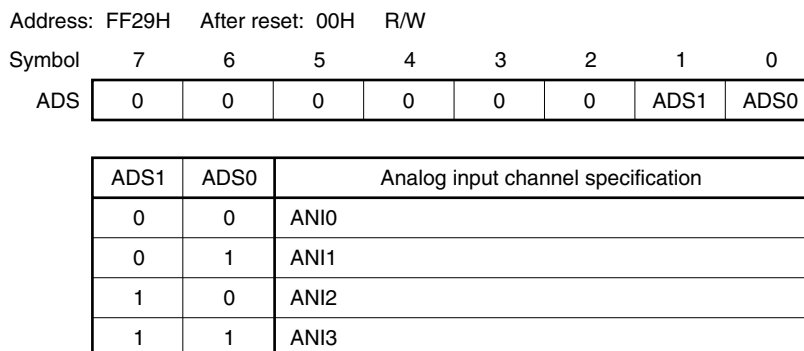 Address: FF29H After reset: 00H R/W
Symbol 7 6 5 4 3 2 1 0
ADS 0 0 0 0 0 0 ADS1 ADS0
ADS1 ADS0 Analog input channel specification
0 0 ANI0
0 1 ANI1
1 0 ANI2
1 1 ANI3